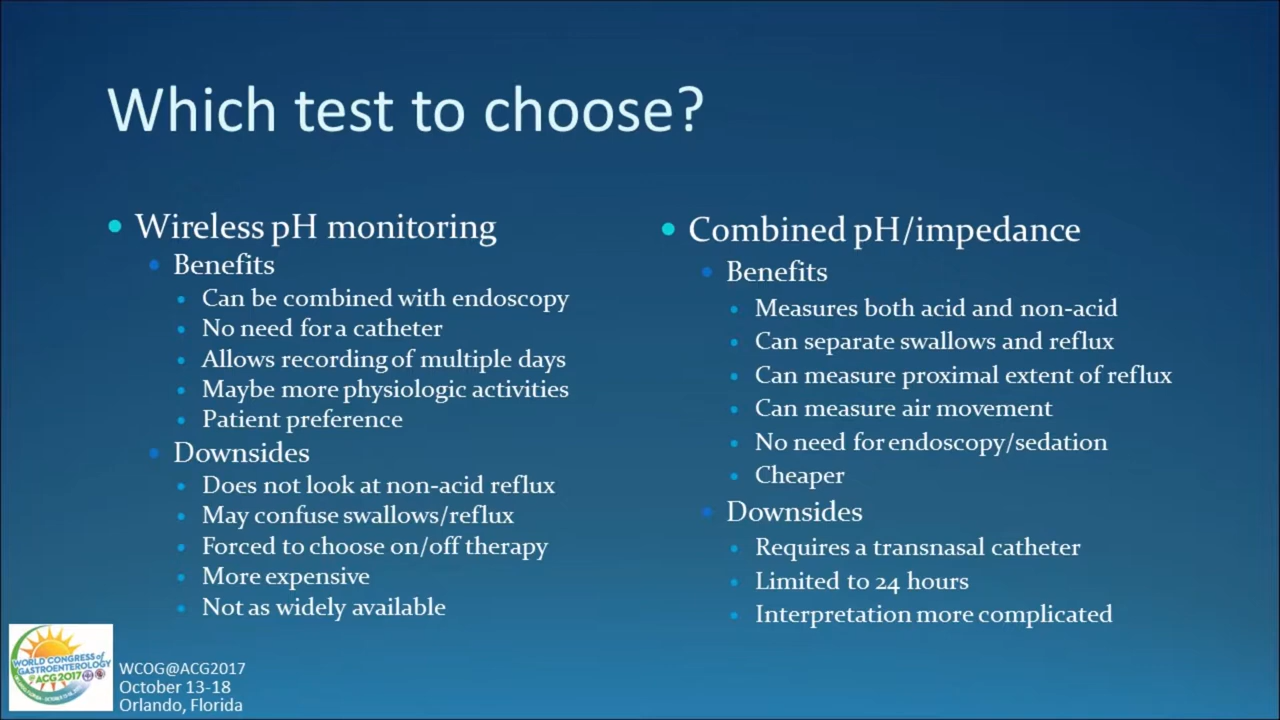 Which test to choose?
Wireless pH monitoring
Benefits
Can be combined with endoscopy
No need for a catheter
Allows recording of multiple days
Maybe more physiologic activities
Patient preference
Downsides
Does not look at non-acid reflux
May confuse swallows/reflux
Forced to choose on/off therapy
More expensive
Not as widely available
Combined pH/impedance
Benefits
Measures both acid and non-acid
Can separate swallows and reflux
Can measure proximal extent of reflux
Can measure air movement
No need for endoscopy/sedation
Cheaper
Downsides
Requires a transnasal catheter
Limited to 24 hours
Interpretation more complicated
WORLD CONGRESS of
GASTROENTEROLOGY
ACG2017
WCOG@ACG2017
October 13-18
Orlando, Florida